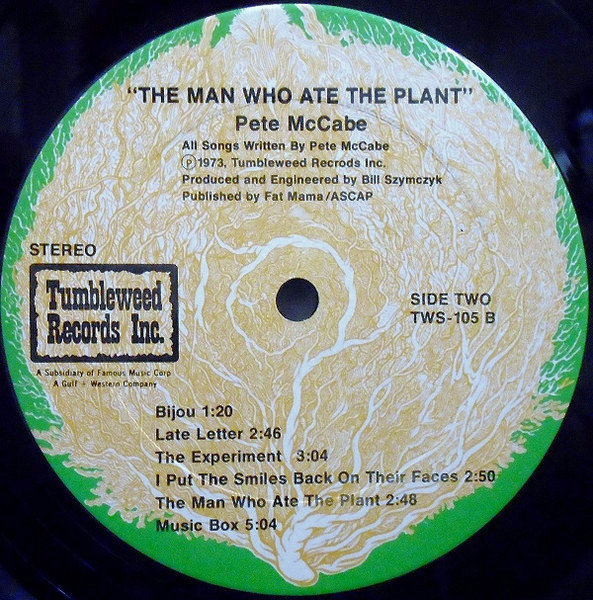 "THE MAN WHO ATE THE PLANT"
Pete McCabe
All Songs Written By Pete McCabe
Ⓟ1973, Tumbleweed Recrods Inc.
Produced and Engineered by Bill Szymczyk
Published by Fat Mama/ASCAP
STEREO
Tumbleweed
Records Inc.
A Subsidiary of Famous Music Corp
A Gulf + Western Company
SIDE TWO
TWS-105 B
Bijou 1:20
Late Letter 2:46
The Experiment 3:04
I Put The Smiles Back On Their Faces 2:50
The Man Who Ate The Plant 2:48
Music Box 5:04